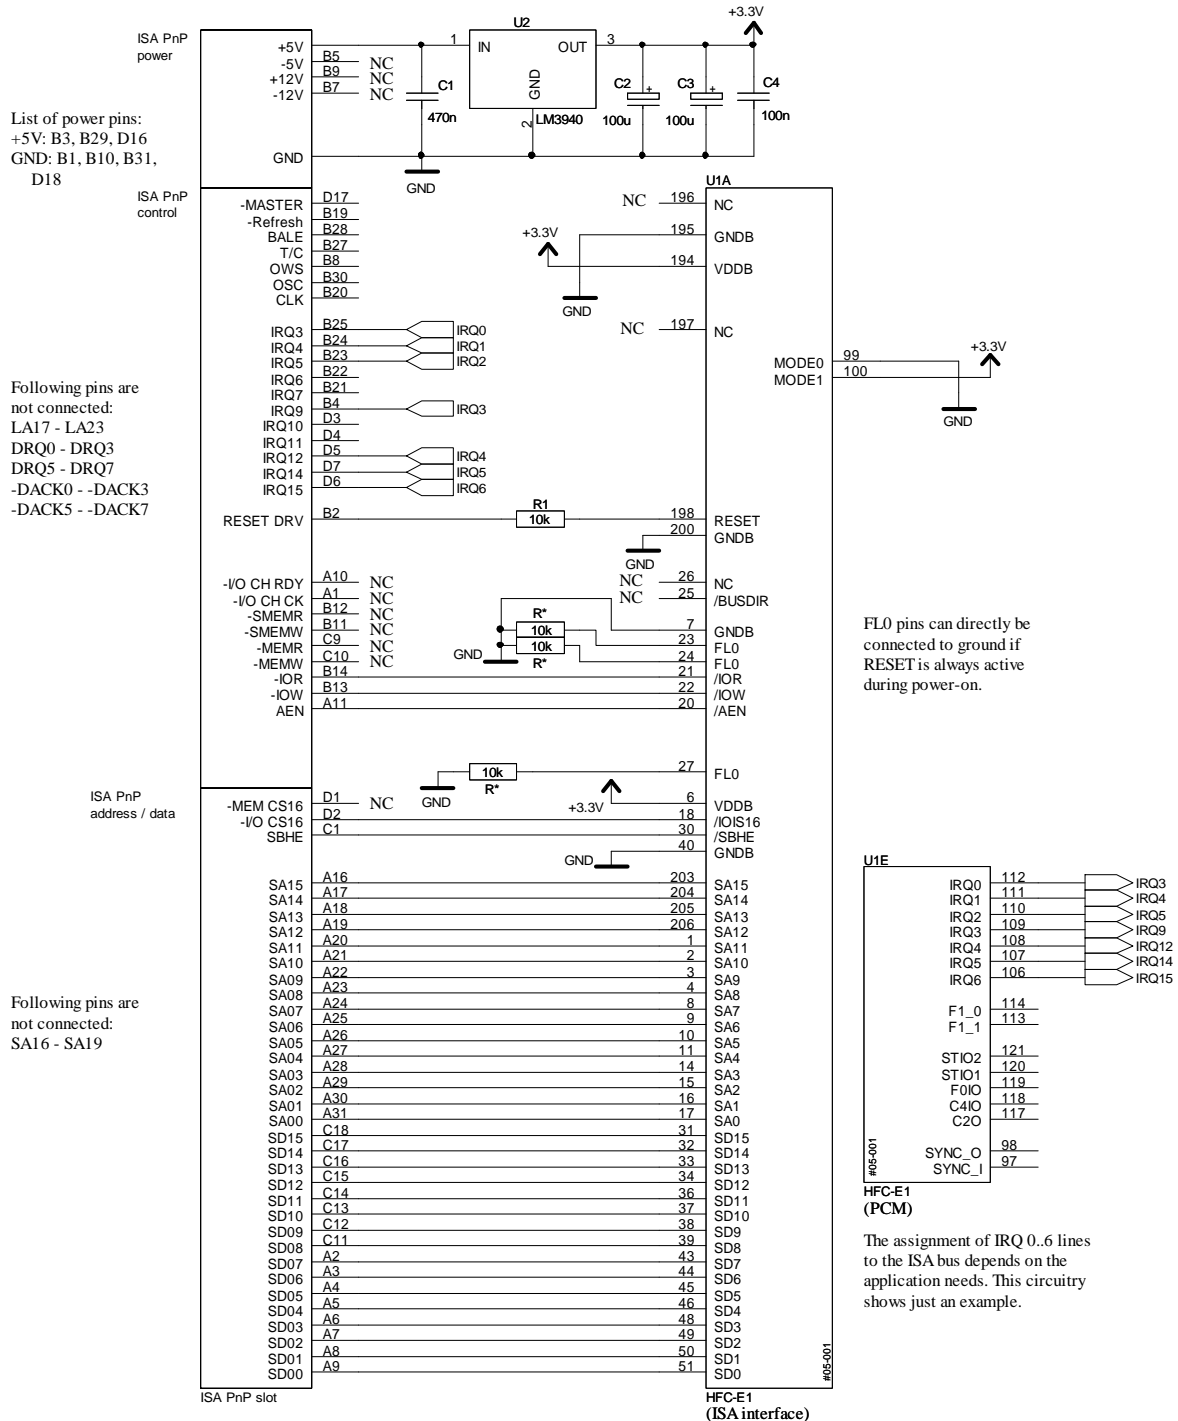 ISA PnP
power
List of power pins:
+5V: B3, B29, D16
GND: B1, B10, B31,
D18
+5V
-5V B5 NC
+12V B9 NC
-12V B7 NC
GND
GND
C1
470n
U2
1 IN OUT 3
GND
2
LM3940
C2 +
100u
C3 +
100u
C4
100n
+3.3V
ISA PnP
control
-MASTER D17
-Refresh B19
BALE B28
T/C B27
OWS B8
OSC B30
CLK B20
IRQ3 B25 IRQ0
IRQ4 B24 IRQ1
IRQ5 B23 IRQ2
IRQ6 B22
IRQ7 B21
IRQ9 B4 IRQ3
IRQ10 D3
IRQ11 D4
IRQ12 D5 IRQ4
IRQ14 D7 IRQ5
IRQ15 D6 IRQ6
Following pins are
not connected:
LA17 - LA23
DRQ0 - DRQ3
DRQ5 - DRQ7
-DACK0 - -DACK3
-DACK5 - -DACK7
U1A
NC 196 NC
195 GNDB
+3.3V
194 VDDB
GND
NC 197 NC
MODE0 99
MODE1 100
+3.3V
GND
RESET DRV B2 R1 10k 198 RESET
200 GNDB
GND
-I/O CH RDY A10 NC NC 26 NC
-I/O CH CK A1 NC NC 25 /BUSDIR
-SMEMR B12 NC
-SMEMW B11 NC R* 10k 7 GNDB
-MEMR C9 NC 10k 23 FL0
-MEMW C10 NC GND R* 24 FL0
-IOR B14 21 /IOR
-IOW B13 22 /IOW
AEN A11 20 /AEN
FL0 pins can directly be
connected to ground if
RESET is always active
during power-on.
GND 10k R* 27 FL0
ISA PnP
address / data
-MEM CS16 D1 NC +3.3V 6 VDDB
-I/O CS16 D2 18 /IOIS16
SBHE C1 30 /SBHE
GND 40 GNDB
SA15 A16 203 SA15
SA14 A17 204 SA14
SA13 A18 205 SA13
SA12 A19 206 SA12
SA11 A20 1 SA11
SA10 A21 2 SA10
SA09 A22 3 SA9
SA08 A23 4 SA8
SA07 A24 8 SA7
SA06 A25 9 SA6
SA05 A26 10 SA5
SA04 A27 11 SA4
SA03 A28 14 SA3
SA02 A29 15 SA2
SA01 A30 16 SA1
SA00 A31 17 SA0
SD15 C18 31 SD15
SD14 C17 32 SD14
SD13 C16 33 SD13
SD12 C15 34 SD12
SD11 C14 36 SD11
SD10 C13 37 SD10
SD09 C12 38 SD9
SD08 C11 39 SD8
SD07 A2 43 SD7
SD06 A3 44 SD6
SD05 A4 45 SD5
SD04 A5 46 SD4
SD03 A6 48 SD3
SD02 A7 49 SD2
SD01 A8 50 SD1
SD00 A9 51 SD0
Following pins are
not connected:
SA16 - SA19
ISA PnP slot
#05-001
HFC-E1
(ISA interface)
U1E
IRQ0 112 IRQ3
IRQ1 111 IRQ4
IRQ2 110 IRQ5
IRQ3 109 IRQ9
IRQ4 108 IRQ12
IRQ5 107 IRQ14
IRQ6 106 IRQ15
F1_0 114
F1_1 113
STIO2 121
STIO1 120
F0IO 119
C4IO 118
C2O 117
SYNC_O 98
SYNC_I 97
#05-001
HFC-E1
(PCM)
The assignment of IRQ 0..6 lines
to the ISA bus depends on the
application needs. This circuitry
shows just an example.